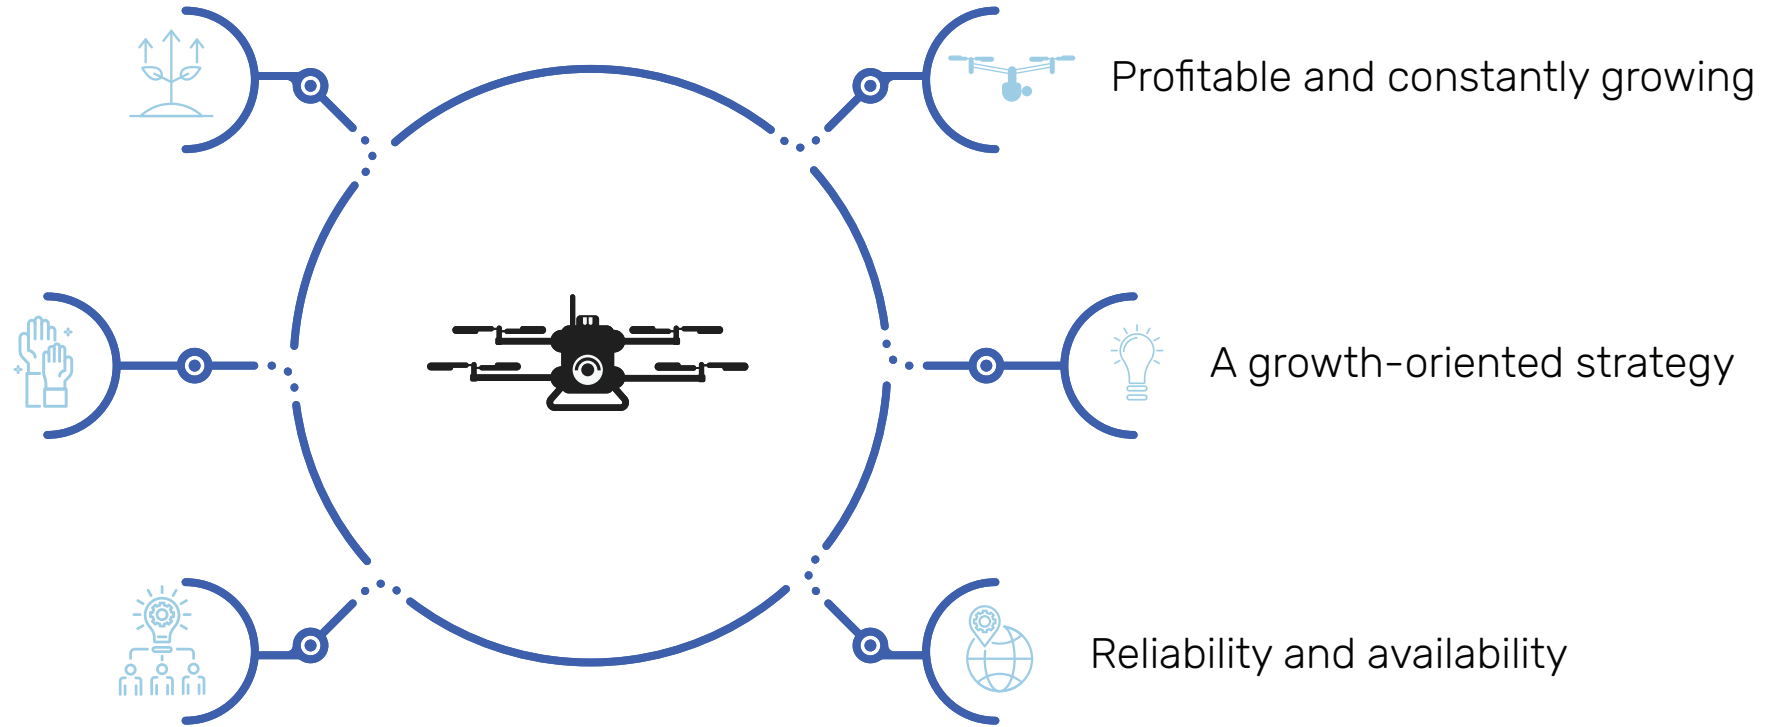 Profitable and constantly growing
A growth-oriented strategy
Reliability and availability